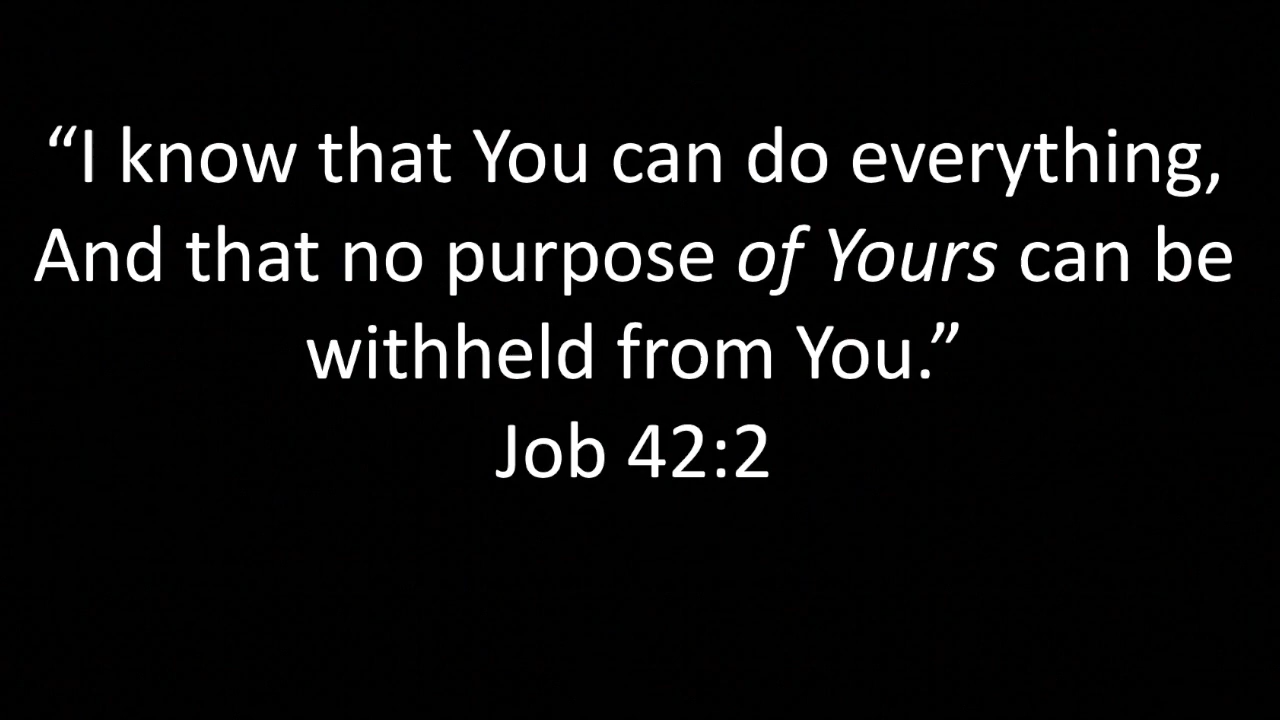 “I know that You can do everything,
And that no purpose of Yours can be
withheld from You.”
Job 42:2